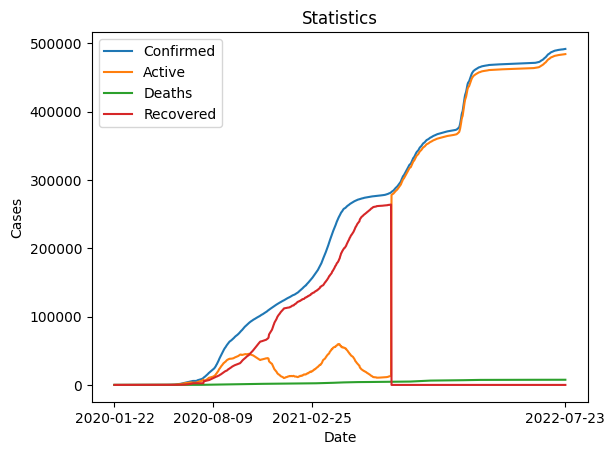 Statistics
500000
400000
300000
200000
100000
0
Cases
Confirmed
Active
Deaths
Recovered
2020-01-22 2020-08-09 2021-02-25 2022-07-23
Date